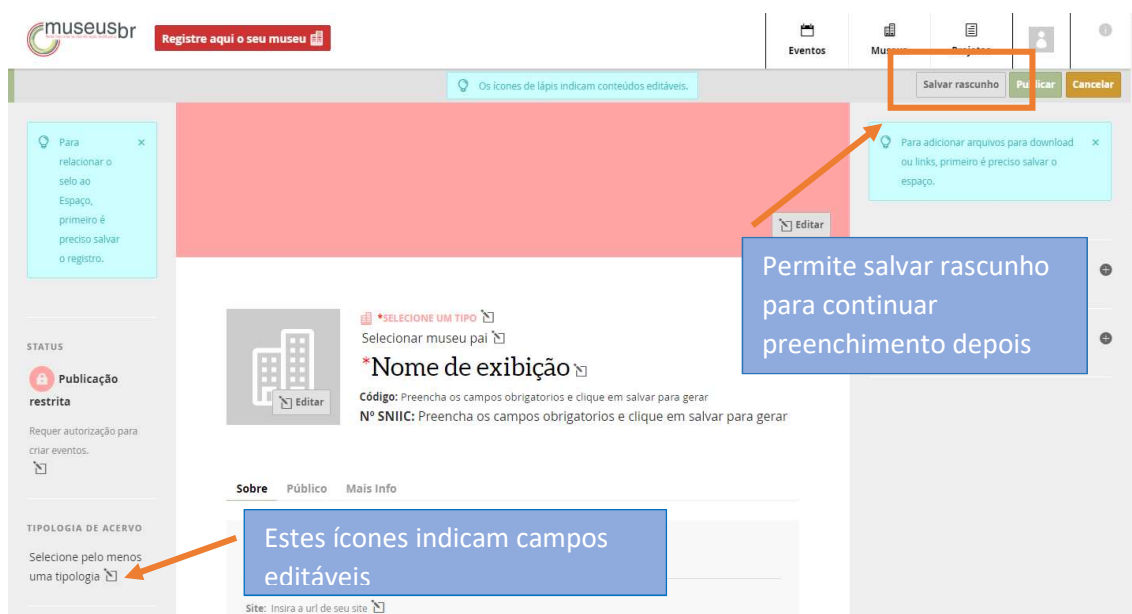 museusbr
Registre aqui o seu museu
Eventos
Museus
Projetos
Os ícones de lápis indicam conteúdos editáveis.
Salvar rascunho
Publicar
Cancelar
Para
relacionar o
selo ao
Espaço,
primeiro é
preciso salvar
o registro.
Para adicionar arquivos para download
ou links, primeiro é preciso salvar o
espaço.
Editar
Permite salvar rascunho
para continuar
preenchimento depois
STATUS
Publicação
restrita
Requer autorização para
criar eventos.
Editar
*SELECIONE UM TIPO
Selecionar museu pai
*Nome de exibição
Código: Preencha os campos obrigatorios e clique em salvar para gerar
Nº SNIIC: Preencha os campos obrigatorios e clique em salvar para gerar
Sobre Público Mais Info
TIPOLOGIA DE ACERVO
Selecione pelo menos
uma tipologia
Estes ícones indicam campos
editáveis
Site: Insira a url de seu site